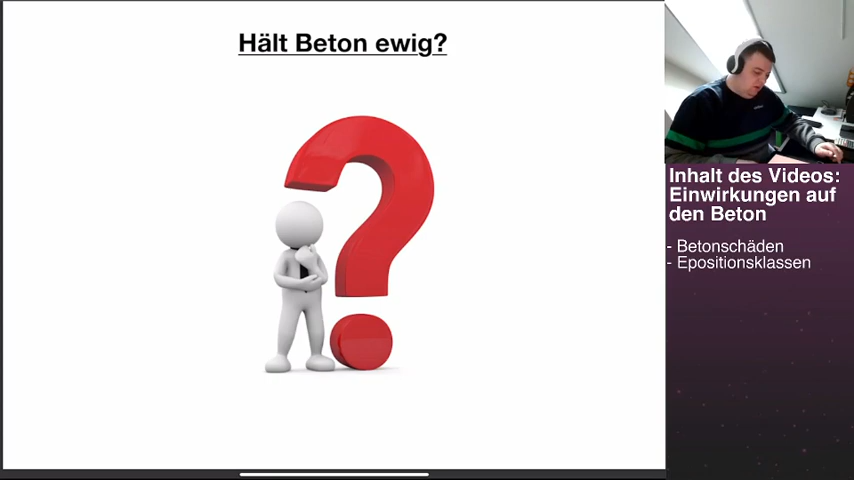 Hält Beton ewig?
Inhalt des Videos:
Einwirkungen auf
den Beton
- Betonschäden
- Epositionsklassen